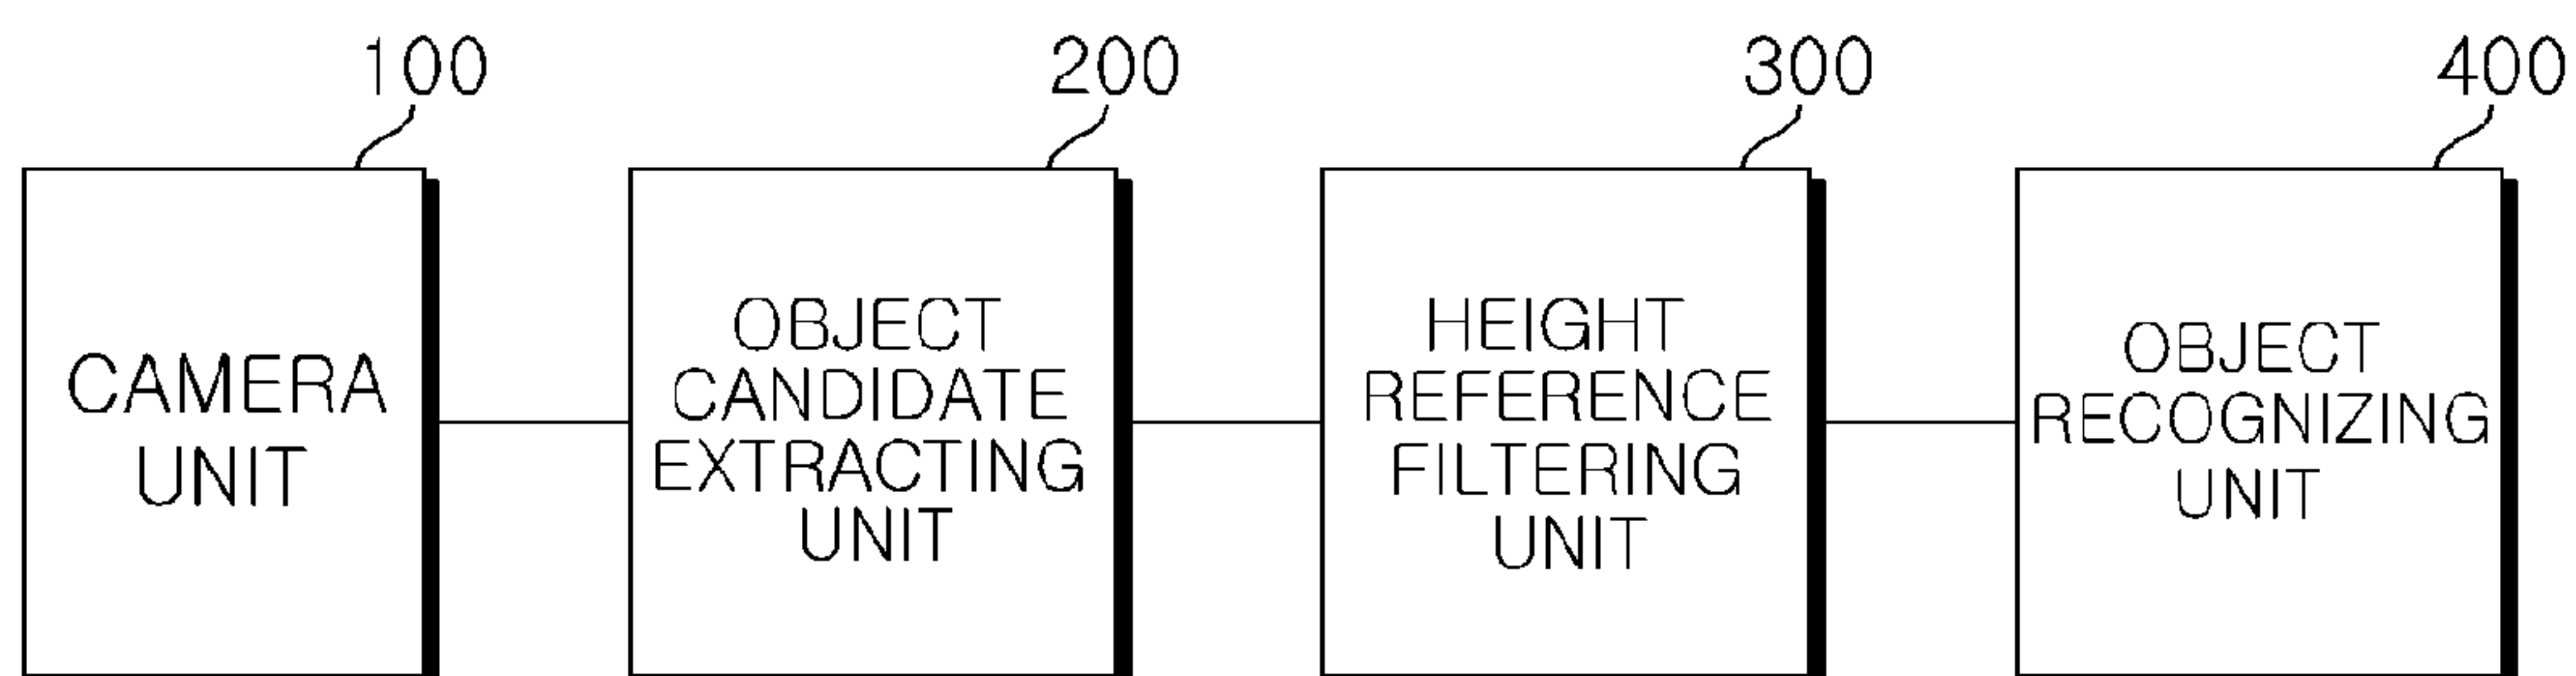 100
200
300
400
CAMERA
UNIT
OBJECT
CANDIDATE
EXTRACTING
UNIT
HEIGHT
REFERENCE
FILTERING
UNIT
OBJECT
RECOGNIZING
UNIT